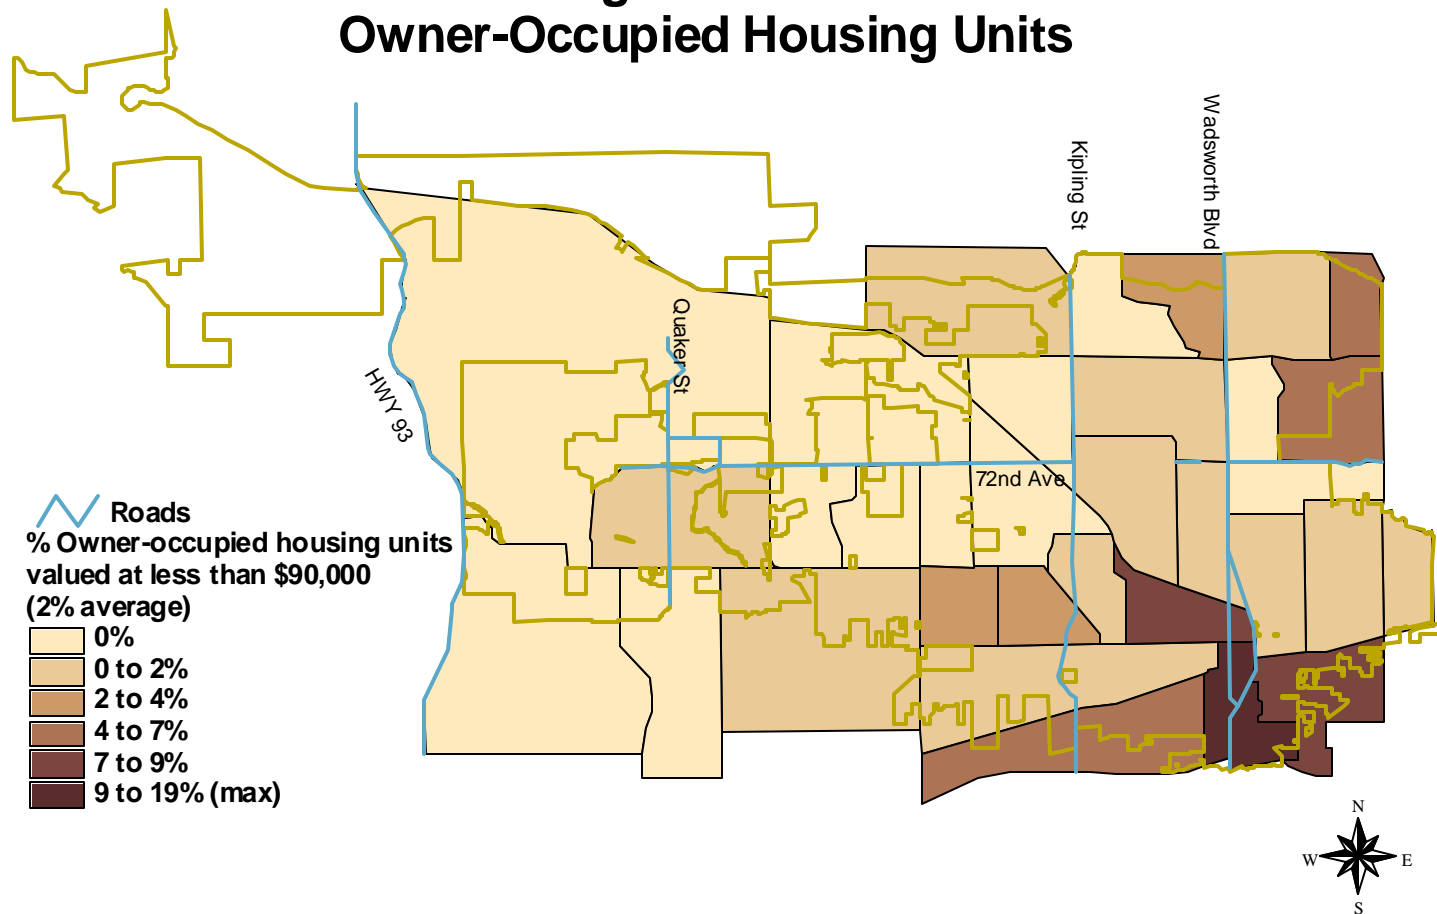 Owner-Occupied Housing Units
Wadsworth Blvd
Kipling St
Quaker St
HWY 93
72nd Ave
Roads
% Owner-occupied housing units
valued at less than $90,000
(2% average)
0%
0 to 2%
2 to 4%
4 to 7%
7 to 9%
9 to 19% (max)
N
W E
S